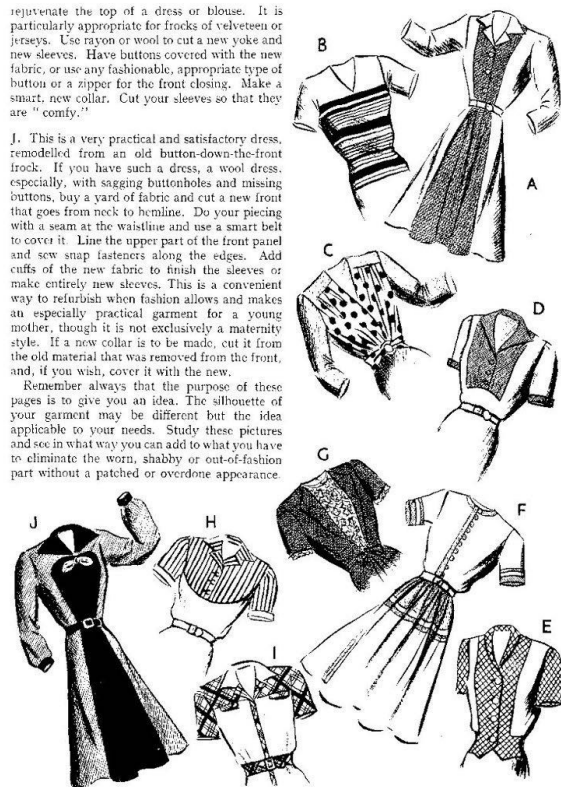 rejuvenate the top of a dress or blouse. It is
particularly appropriate for frocks of velveteen or
jerseys. Use rayon or wool to cut a new yoke and
new sleeves. Have buttons covered with the new
fabric, or use any fashionable, appropriate type of
button or a zipper for the front closing. Make a
smart, new collar. Cut your sleeves so that they
are "comfy."
J. This is a very practical and satisfactory dress,
remodelled from an old button-down-the-front
frock. If you have such a dress, a wool dress,
especially, with sagging buttonholes and missing
buttons, buy a yard of fabric and cut a new front
that goes from neck to hemline. Do your piecing
with a seam at the waistline and use a smart belt
to cover it. Line the upper part of the front panel
and sew snap fasteners along the edges. Add
cuffs of the new fabric to finish the sleeves or
make entirely new sleeves. This is a convenient
way to refurbish when fashion allows and makes
an especially practical garment for a young
mother, though it is not exclusively a maternity
style. If a new collar is to be made, cut it from
the old material that was removed from the front,
and, if you wish, cover it with the new.
Remember always that the purpose of these
pages is to give you an idea. The silhouette of
your garment may be different but the idea
applicable to your needs. Study these pictures
and see in what way you can add to what you have
to eliminate the worn, shabby or out-of-fashion
part without a patched or overdone appearance.
B
A
C
D
G
F
J
H
E
I